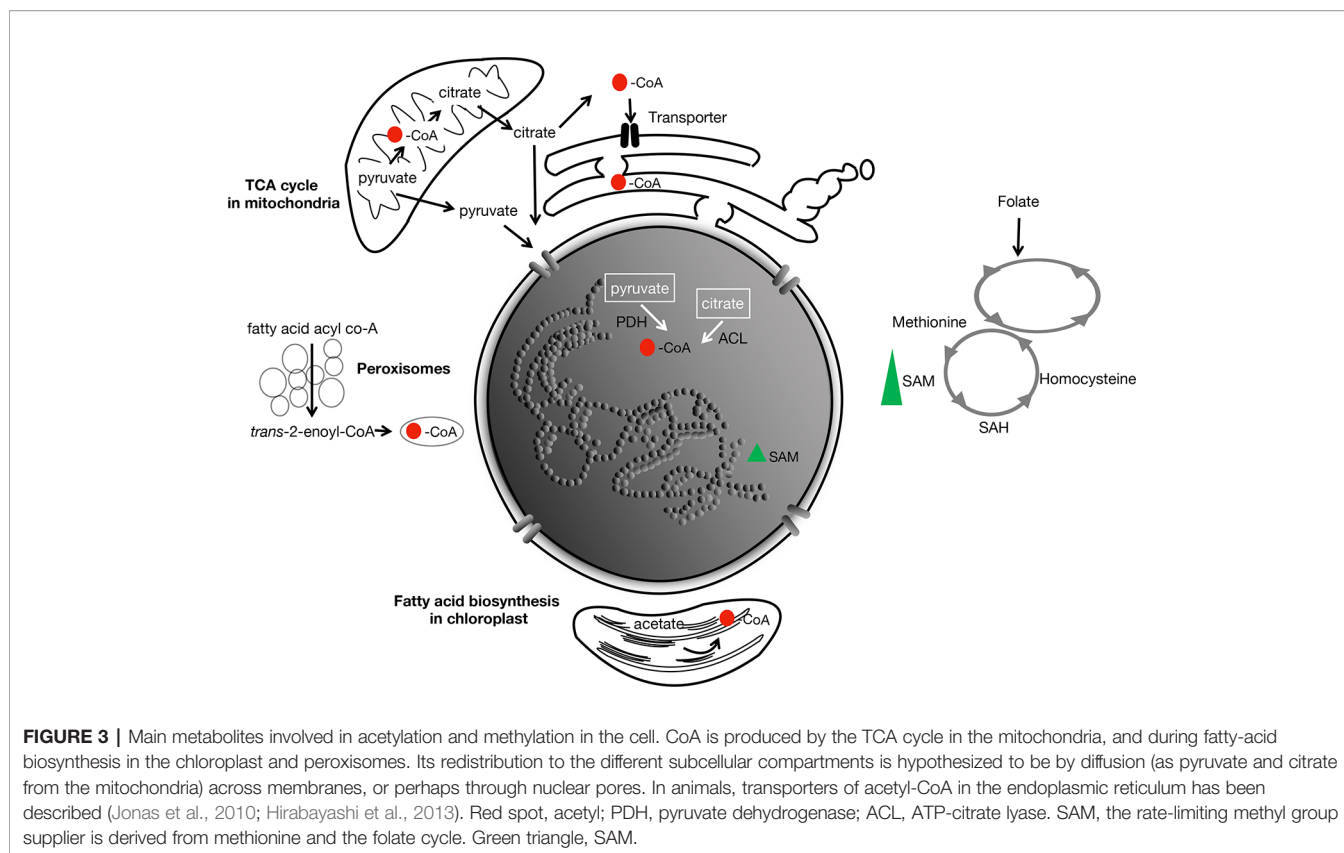 citrate
-CoA
pyruvate
TCA cycle
in mitochondria
citrate
pyruvate
-CoA
Transporter
-CoA
pyruvate
citrate
PDH
ACL
-CoA
SAM
fatty acid acyl co-A
Peroxisomes
trans-2-enoyl-CoA
-CoA
Folate
Methionine
SAM
Homocysteine
SAH
Fatty acid biosynthesis
in chloroplast
acetate
-CoA
FIGURE 3 | Main metabolites involved in acetylation and methylation in the cell. CoA is produced by the TCA cycle in the mitochondria, and during fatty-acid
biosynthesis in the chloroplast and peroxisomes. Its redistribution to the different subcellular compartments is hypothesized to be by diffusion (as pyruvate and citrate
from the mitochondria) across membranes, or perhaps through nuclear pores. In animals, transporters of acetyl-CoA in the endoplasmic reticulum has been
described (Jonas et al., 2010; Hirabayashi et al., 2013). Red spot, acetyl; PDH, pyruvate dehydrogenase; ACL, ATP-citrate lyase. SAM, the rate-limiting methyl group
supplier is derived from methionine and the folate cycle. Green triangle, SAM.